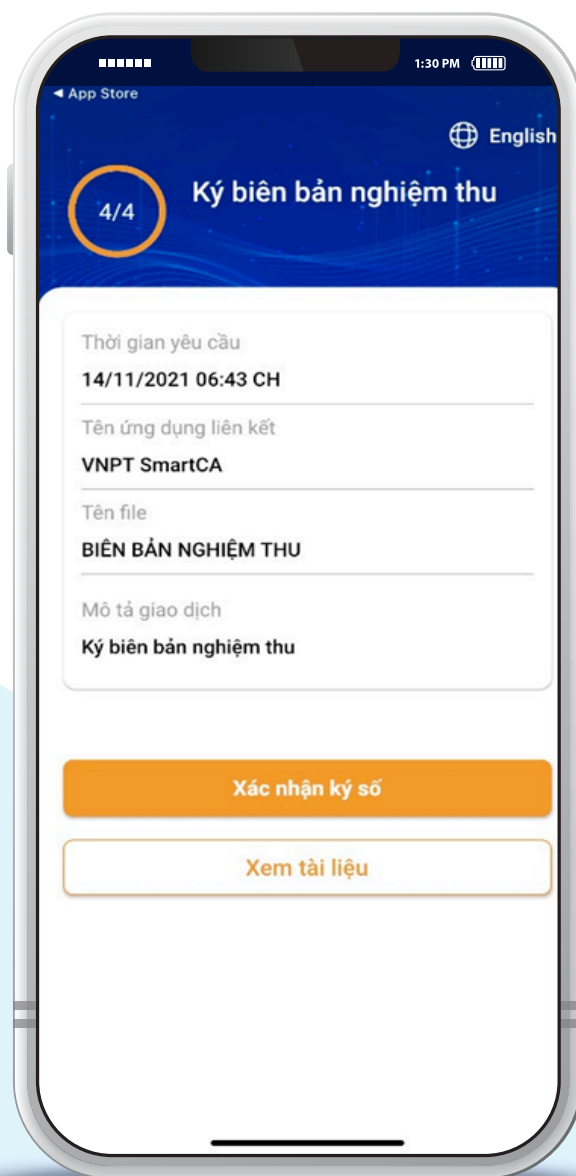 1:30 PM
App Store
English
4/4
Ký biên bản nghiệm thu
Thời gian yêu cầu
14/11/2021 06:43 CH
Tên ứng dụng liên kết
VNPT SmartCA
Tên file
BIÊN BẢN NGHIỆM THU
Mô tả giao dịch
Ký biên bản nghiệm thu
Xác nhận ký số
Xem tài liệu